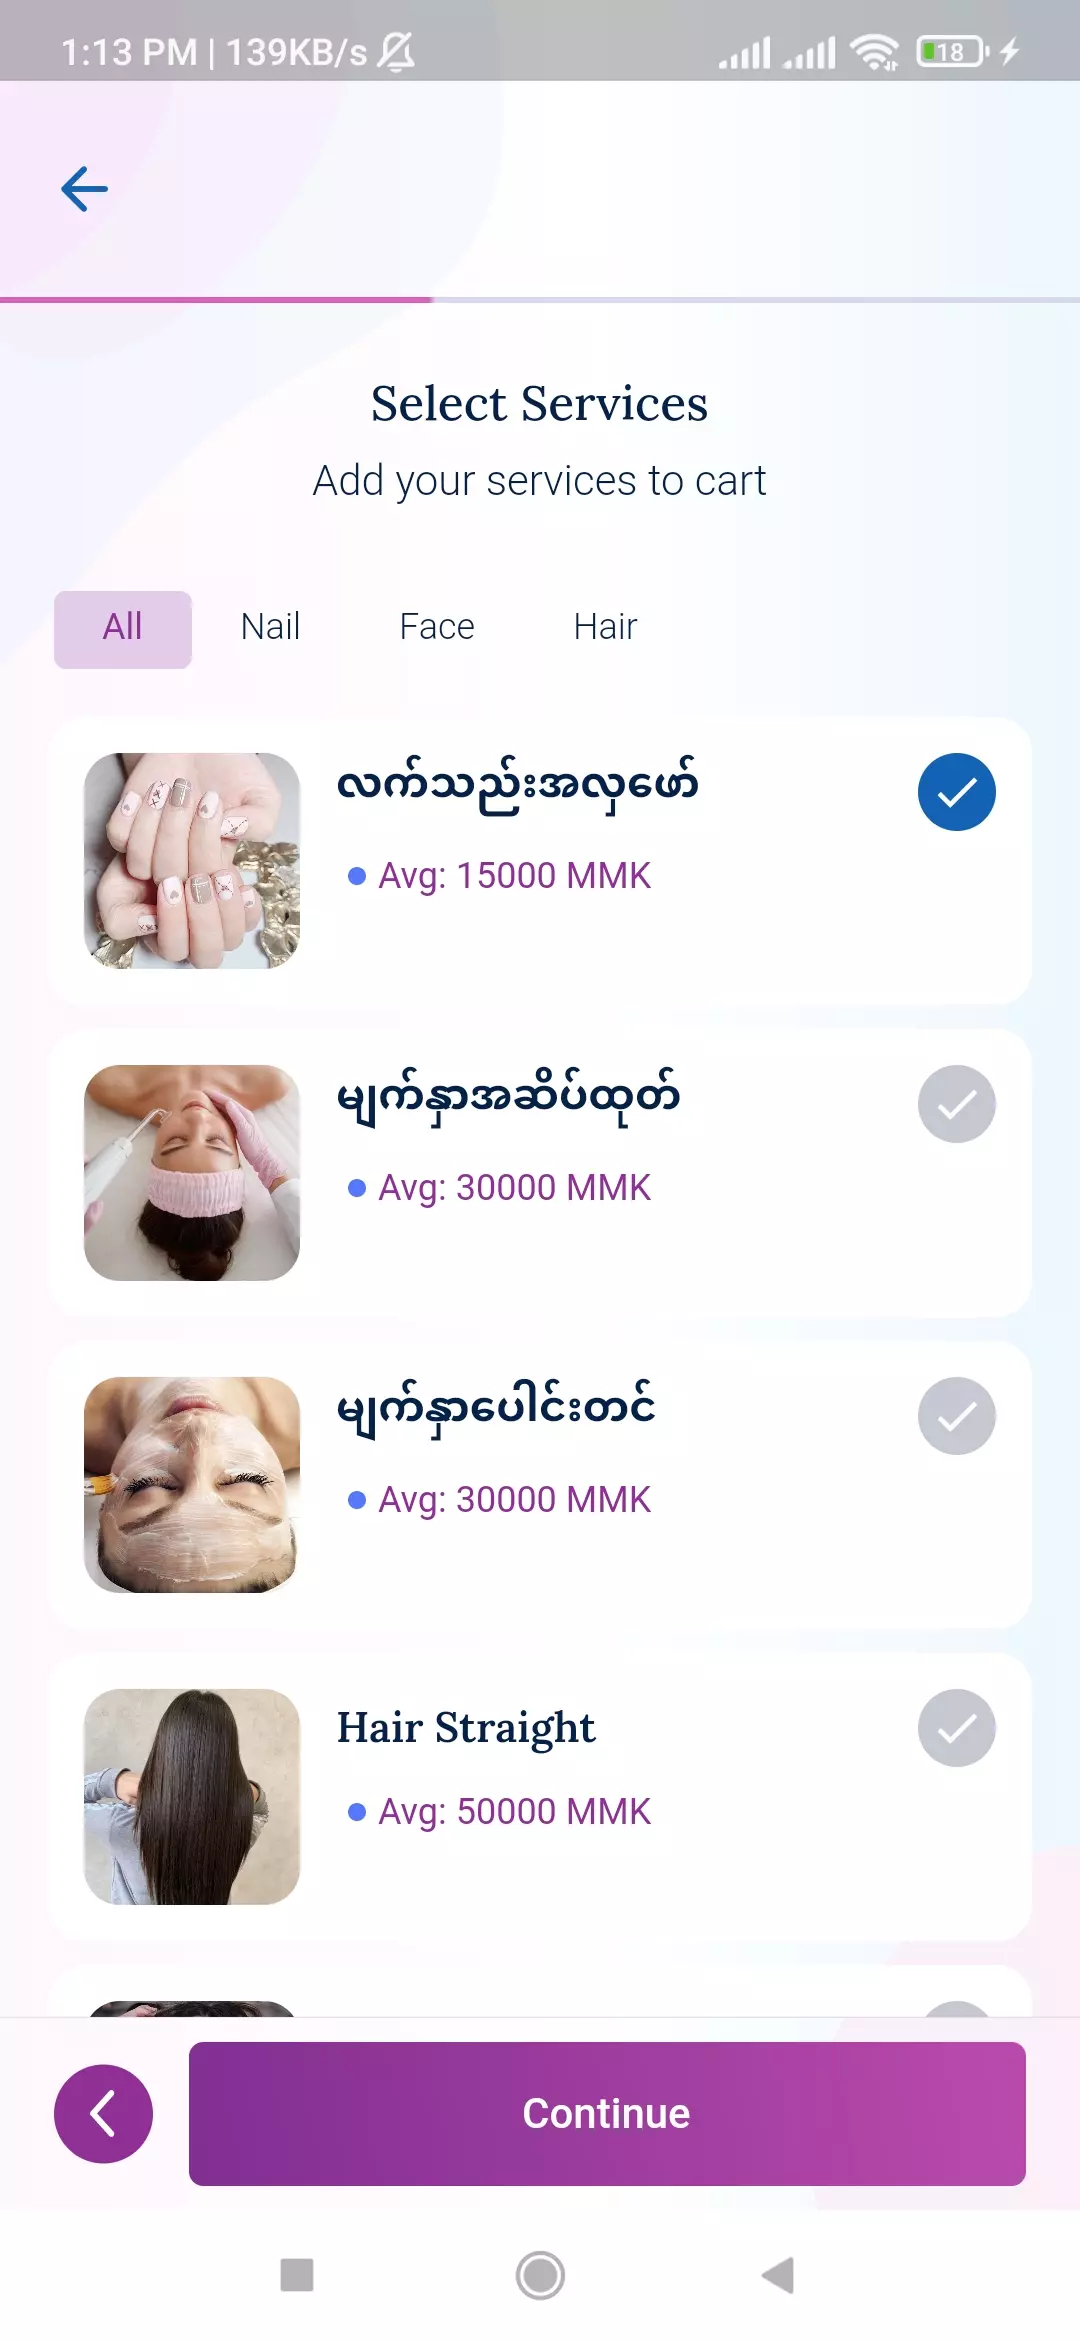 1:13 PM | 139KB/s
18
Select Services
Add your services to cart
All Nail Face Hair
လက်သည်းအလှဖော်
Avg: 15000 MMK
မျက်နှာအဆိပ်ထုတ်
Avg: 30000 MMK
မျက်နှာပေါင်းတင်
Avg: 30000 MMK
Hair Straight
Avg: 50000 MMK
Continue